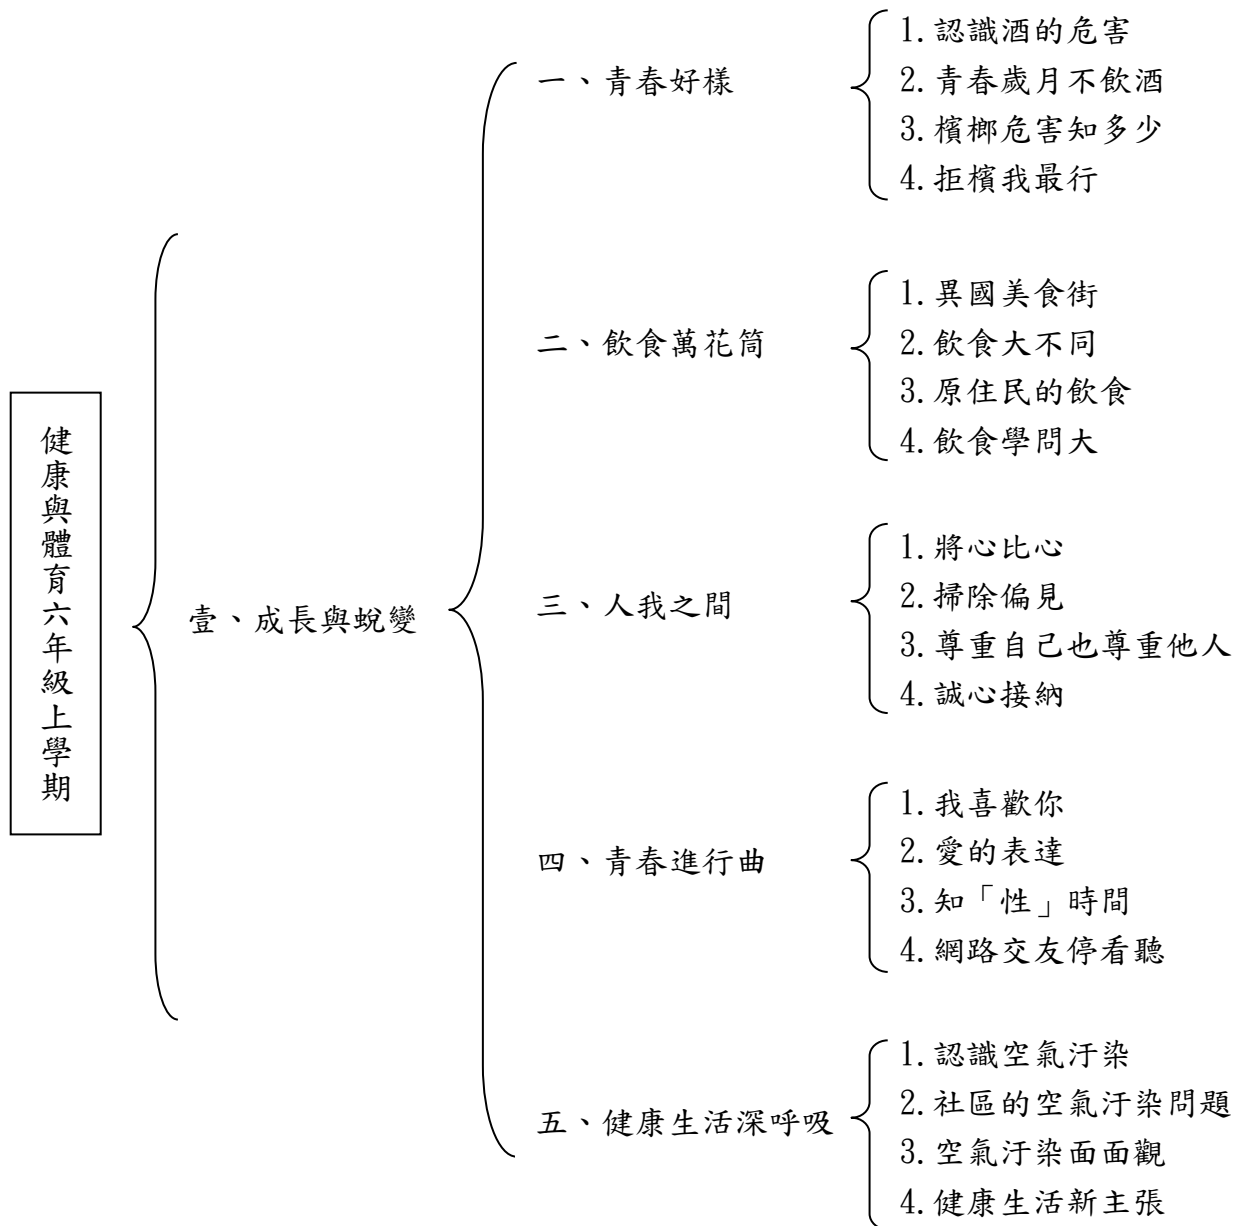 健康與體育六年級上學期
壹、成長與蛻變
一、青春好樣
1.認識酒的危害
2.青春歲月不飲酒
3.檳榔危害知多少
4.拒檳我最行
二、飲食萬花筒
1.異國美食街
2.飲食大不同
3.原住民的飲食
4.飲食學問大
三、人我之間
1.將心比心
2.掃除偏見
3.尊重自己也尊重他人
4.誠心接納
四、青春進行曲
1.我喜歡你
2.愛的表達
3.知「性」時間
4.網路交友停看聽
五、健康生活深呼吸
1.認識空氣汙染
2.社區的空氣汙染問題
3.空氣汙染面面觀
4.健康生活新主張